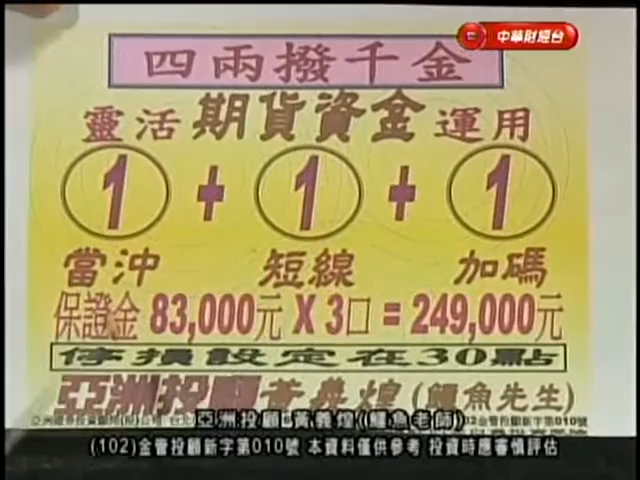 中華財經台
四兩撥千金
靈活期貨資金運用
1 + 1 + 1
當沖 短線 加碼
保證金 83,000元 X 3口 = 249,000元
停損設定在30點
亞洲投顧 黃義煌 (鱷魚先生)
亞洲投顧 黃義煌(鱷魚老師)
(102)金管投顧新字第010號 本資料僅供參考 投資時應審慎評估